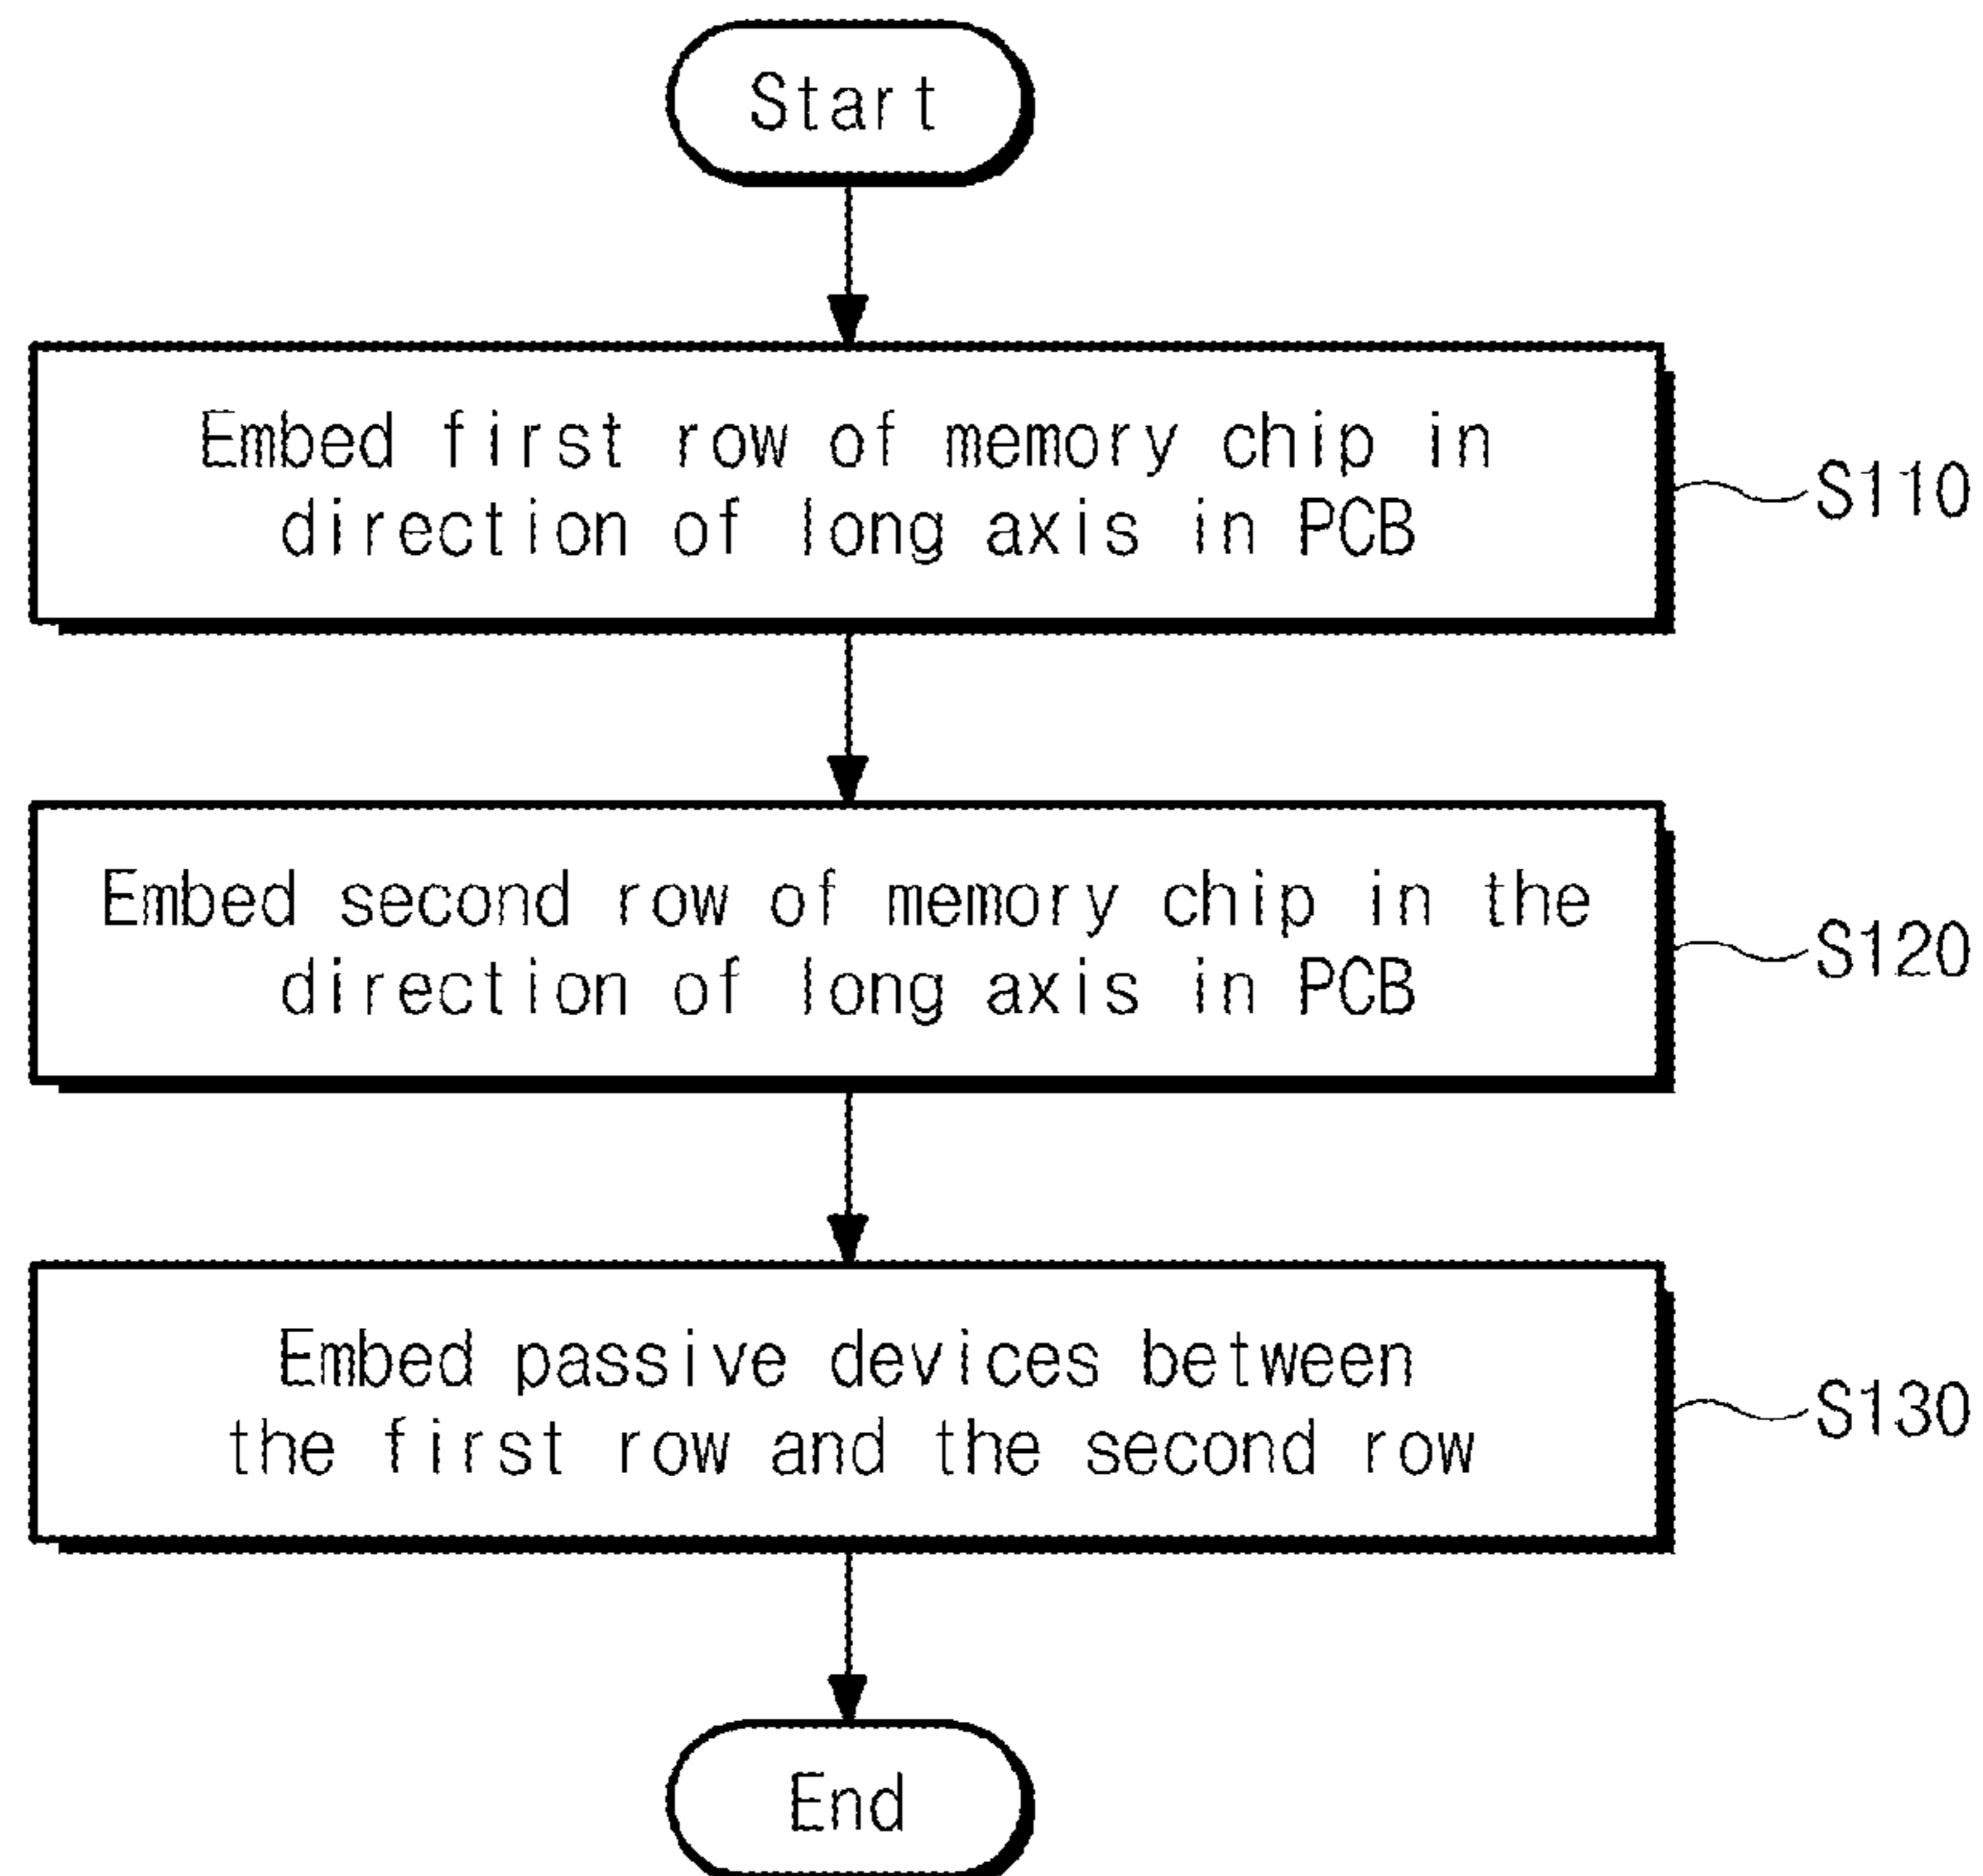 Start
Embed first row of memory chip in
direction of long axis in PCB
S110
Embed second row of memory chip in the
direction of long axis in PCB
S120
Embed passive devices between
the first row and the second row
S130
End